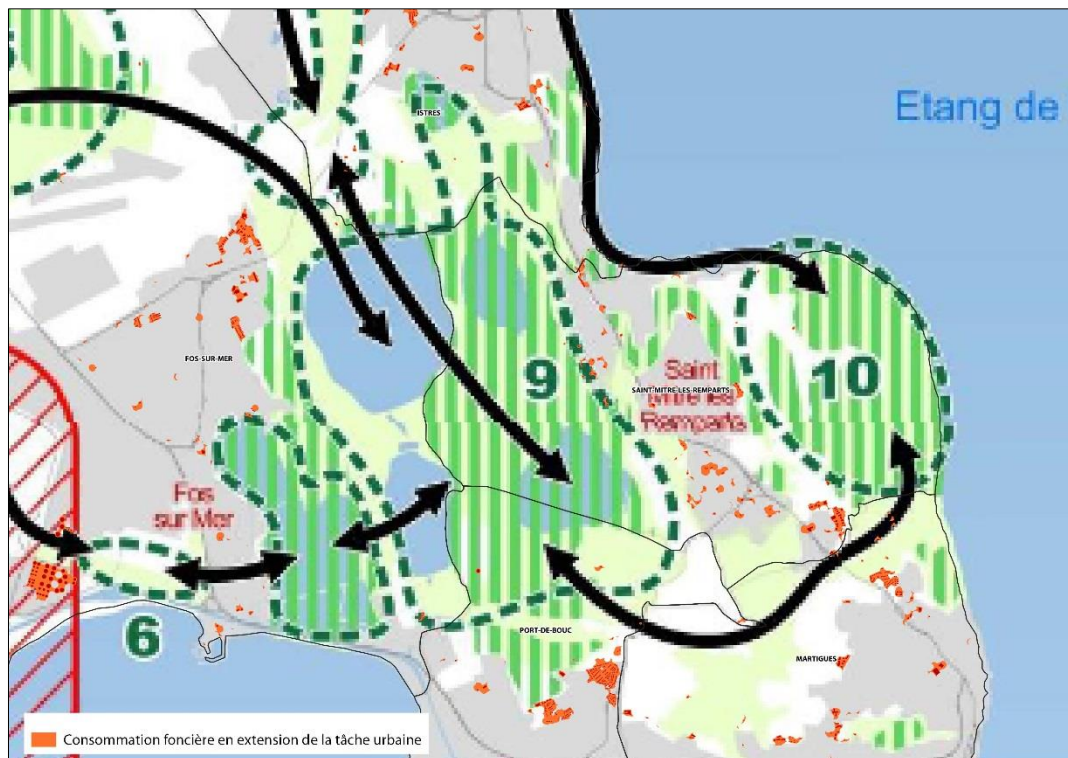 Etang de
ISTRES
FOS-SUR-MER
9
Saint
Mitre les
Remparts
SAINT-MITRE-LES-REMPARTS
10
Fos
sur Mer
6
PORT-DE-BOUC
MARTIGUES
Consommation foncière en extension de la tâche urbaine